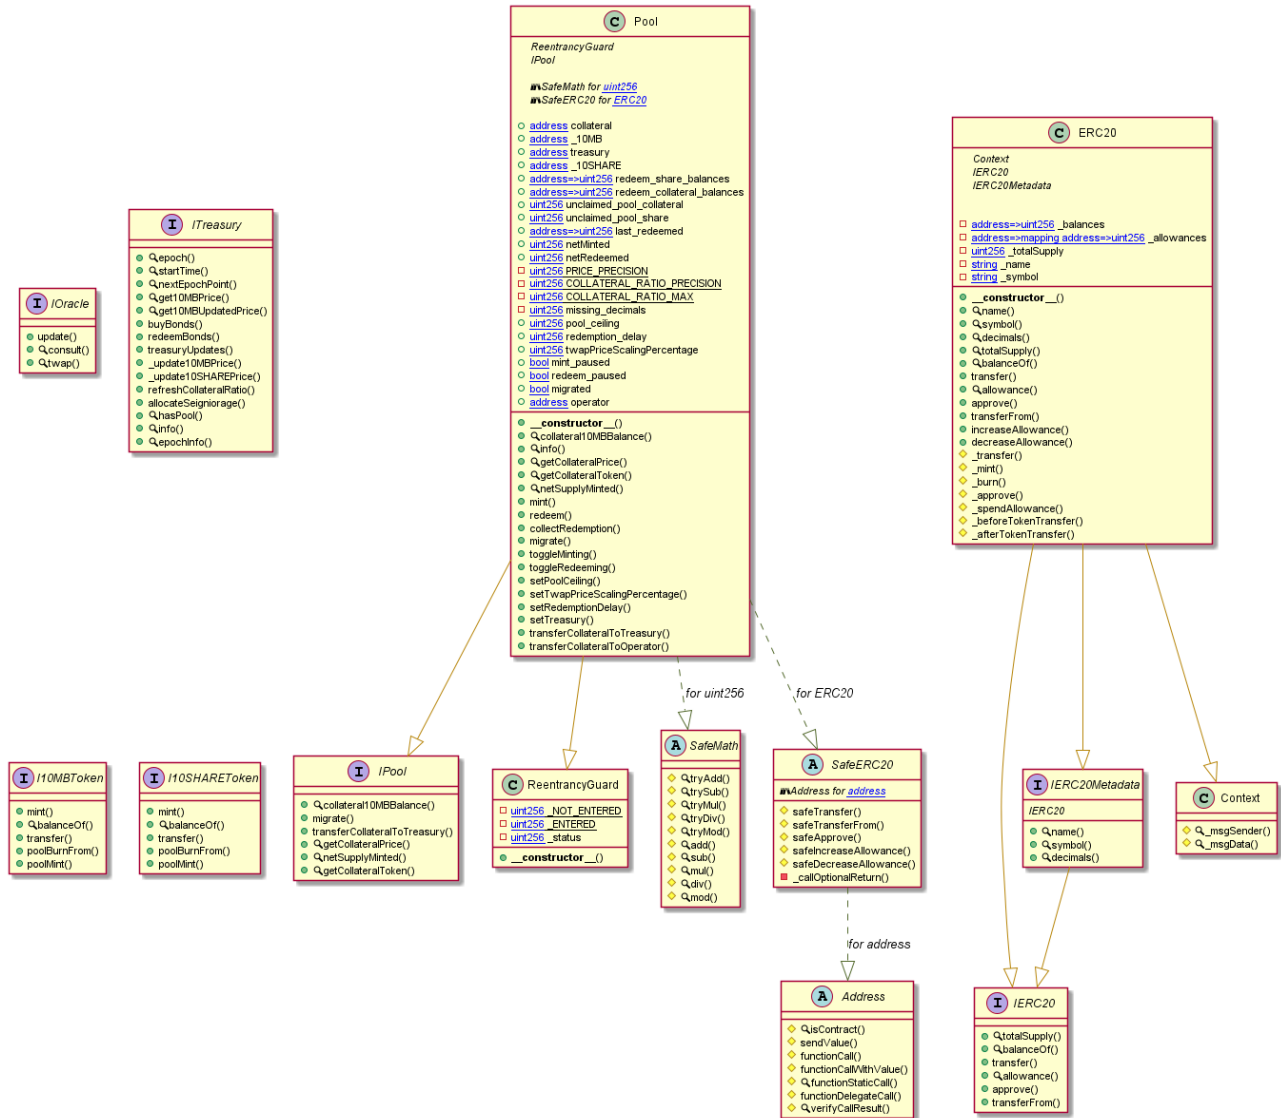 C Pool
ReentrancyGuard
IPool
SafeMath for uint256
SafeERC20 for ERC20
address collateral
address _10MB
address treasury
address _10SHARE
address=>uint256 redeem_share_balances
address=>uint256 redeem_collateral_balances
uint256 unclaimed_pool_collateral
uint256 unclaimed_pool_share
address=>uint256 last_redeemed
uint256 netMinted
uint256 netRedeemed
uint256 PRICE_PRECISION
uint256 COLLATERAL_RATIO_PRECISION
uint256 COLLATERAL_RATIO_MAX
uint256 missing_decimals
uint256 pool_ceiling
uint256 redemption_delay
uint256 twapPriceScalingPercentage
bool mint_paused
bool redeem_paused
bool migrated
address operator
__constructor__()
collateral10MBBalance()
info()
getCollateralPrice()
getCollateralToken()
netSupplyMinted()
mint()
redeem()
collectRedemption()
migrate()
toggleMinting()
toggleRedeeming()
setPoolCeiling()
setTwapPriceScalingPercentage()
setRedemptionDelay()
setTreasury()
transferCollateralToTreasury()
transferCollateralToOperator()
C ERC20
Context
IERC20
IERC20Metadata
address=>uint256 _balances
address=>mapping address=>uint256 _allowances
uint256 _totalSupply
string _name
string _symbol
__constructor__()
name()
symbol()
decimals()
totalSupply()
balanceOf()
transfer()
allowance()
approve()
transferFrom()
increaseAllowance()
decreaseAllowance()
_transfer()
_mint()
_burn()
_approve()
_spendAllowance()
_beforeTokenTransfer()
_afterTokenTransfer()
I ITreasury
epoch()
startTime()
nextEpochPoint()
get10MBPrice()
get10MBUpdatedPrice()
buyBonds()
redeemBonds()
treasuryUpdates()
_update10MBPrice()
_update10SHAREPrice()
refreshCollateralRatio()
allocateSeigniorage()
hasPool()
info()
epochInfo()
I IOracle
update()
consult()
twap()
for uint256
for ERC20
I I10MBToken
mint()
balanceOf()
transfer()
poolBurnFrom()
poolMint()
I I10SHAREToken
mint()
balanceOf()
transfer()
poolBurnFrom()
poolMint()
I IPool
collateral10MBBalance()
migrate()
transferCollateralToTreasury()
getCollateralPrice()
netSupplyMinted()
getCollateralToken()
C ReentrancyGuard
uint256 _NOT_ENTERED
uint256 _ENTERED
uint256 _status
__constructor__()
A SafeMath
tryAdd()
trySub()
tryMul()
tryDiv()
tryMod()
add()
sub()
mul()
div()
mod()
A SafeERC20
Address for address
safeTransfer()
safeTransferFrom()
safeApprove()
safeIncreaseAllowance()
safeDecreaseAllowance()
_callOptionalReturn()
I IERC20Metadata
IERC20
name()
symbol()
decimals()
C Context
_msgSender()
_msgData()
for address
A Address
isContract()
sendValue()
functionCall()
functionCallWithValue()
functionStaticCall()
functionDelegateCall()
verifyCallResult()
I IERC20
totalSupply()
balanceOf()
transfer()
allowance()
approve()
transferFrom()